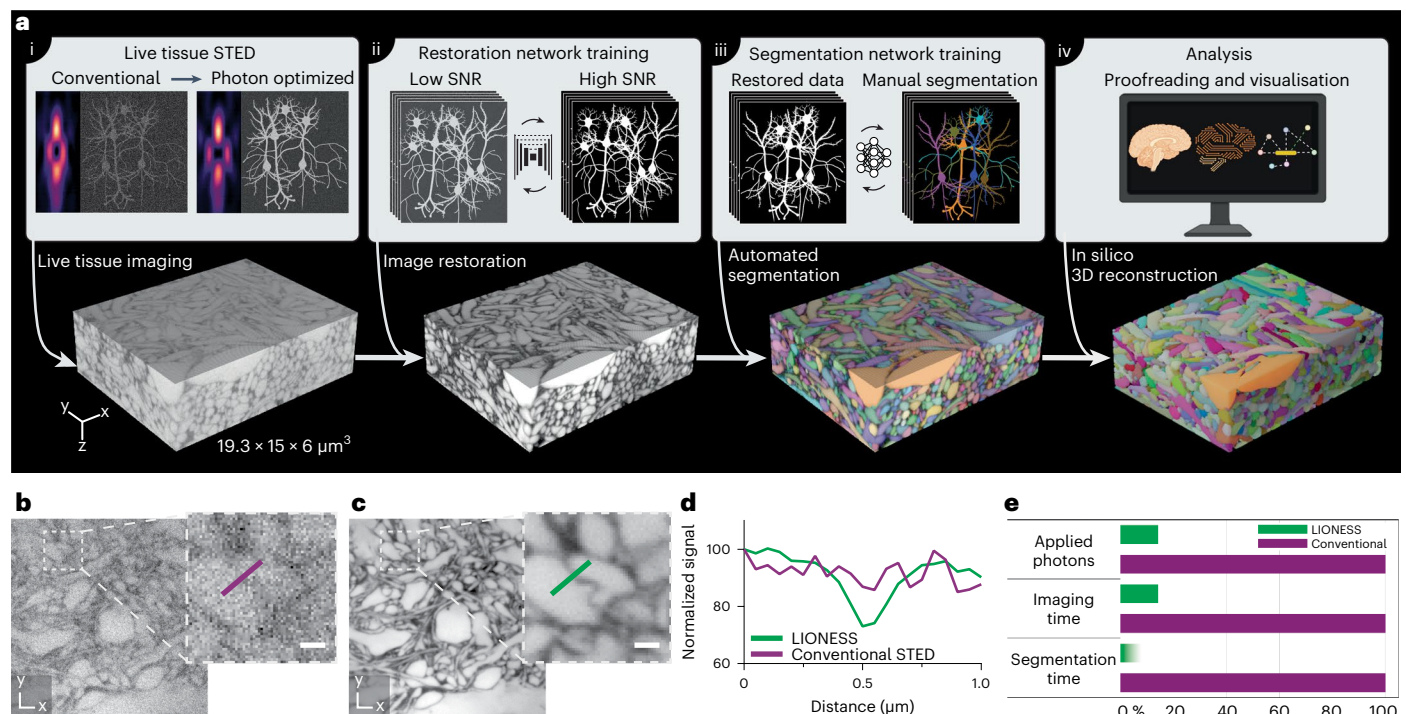 a
i
Live tissue STED
Conventional
Photon optimized
ii
Restoration network training
Low SNR
High SNR
iii
Segmentation network training
Restored data
Manual segmentation
iv
Analysis
Proofreading and visualisation
Live tissue imaging
Image restoration
Automated
segmentation
In silico
3D reconstruction
y
x
z
19.3 × 15 × 6 µm³
b
y
x
c
y
x
d
Normalized signal
100
80
60
LIONESS
Conventional STED
0
0.5
1.0
Distance (µm)
e
LIONESS
Conventional
Applied
photons
Imaging
time
Segmentation
time
0 %
20
40
60
80
100